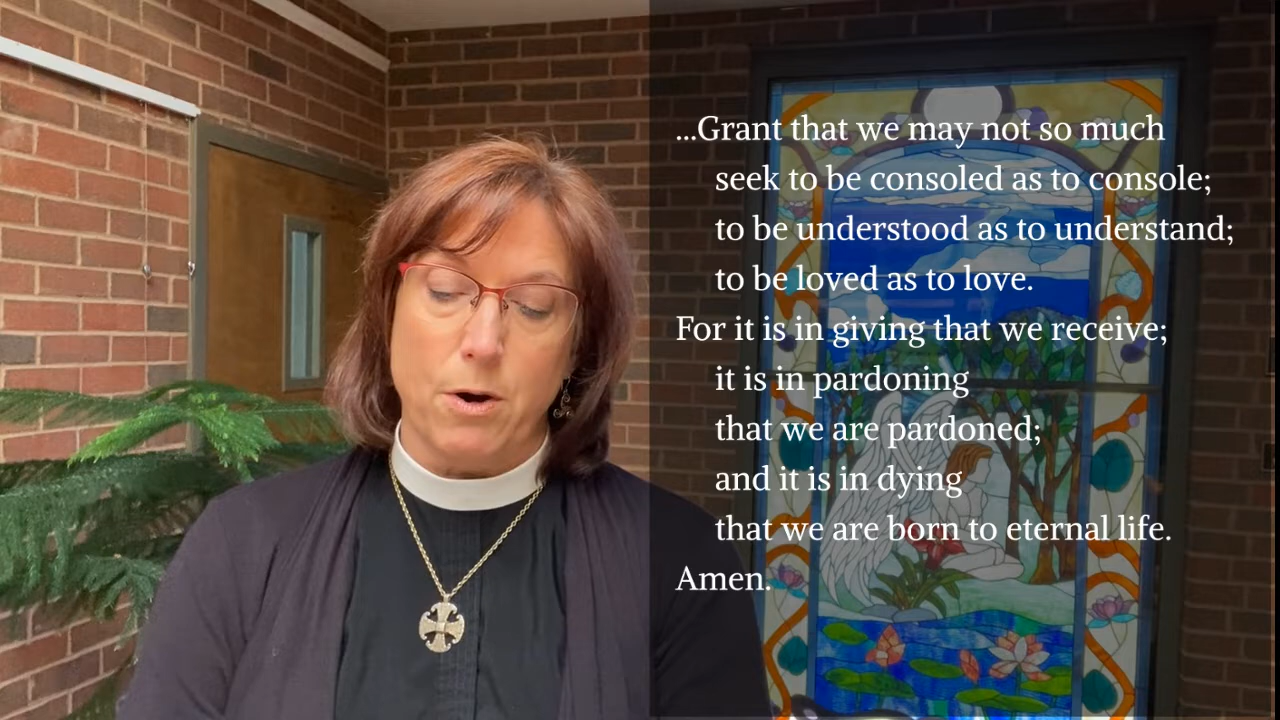 ...Grant that we may not so much
seek to be consoled as to console;
to be understood as to understand;
to be loved as to love.
For it is in giving that we receive;
it is in pardoning
that we are pardoned;
and it is in dying
that we are born to eternal life.
Amen.